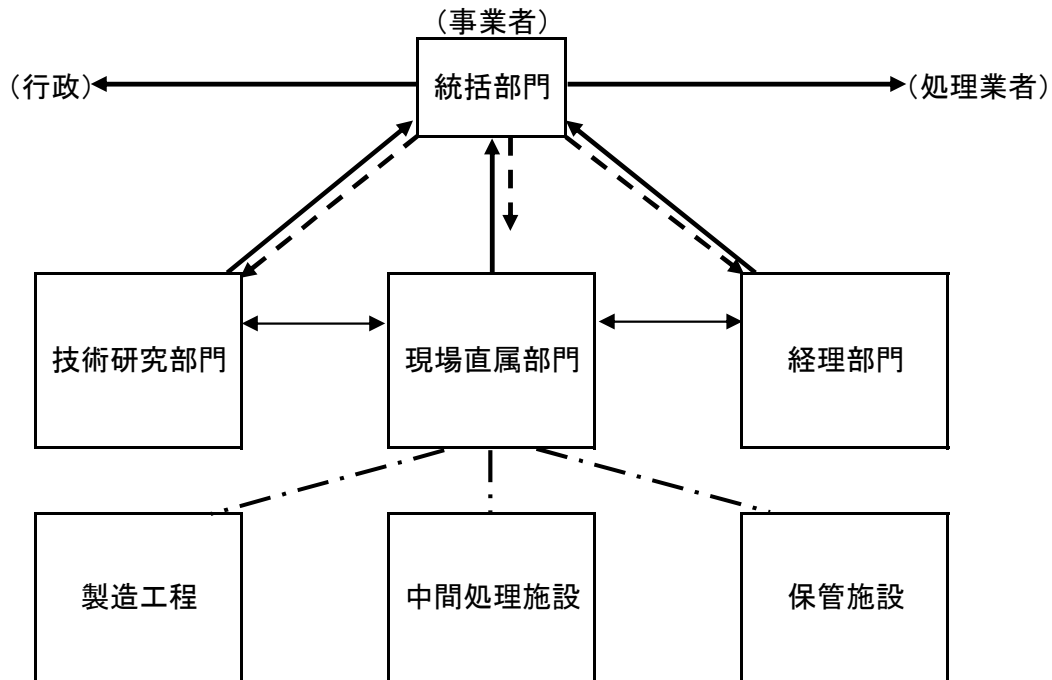 （事業者）
（行政）
統括部門
（処理業者）
技術研究部門
現場直属部門
経理部門
製造工程
中間処理施設
保管施設